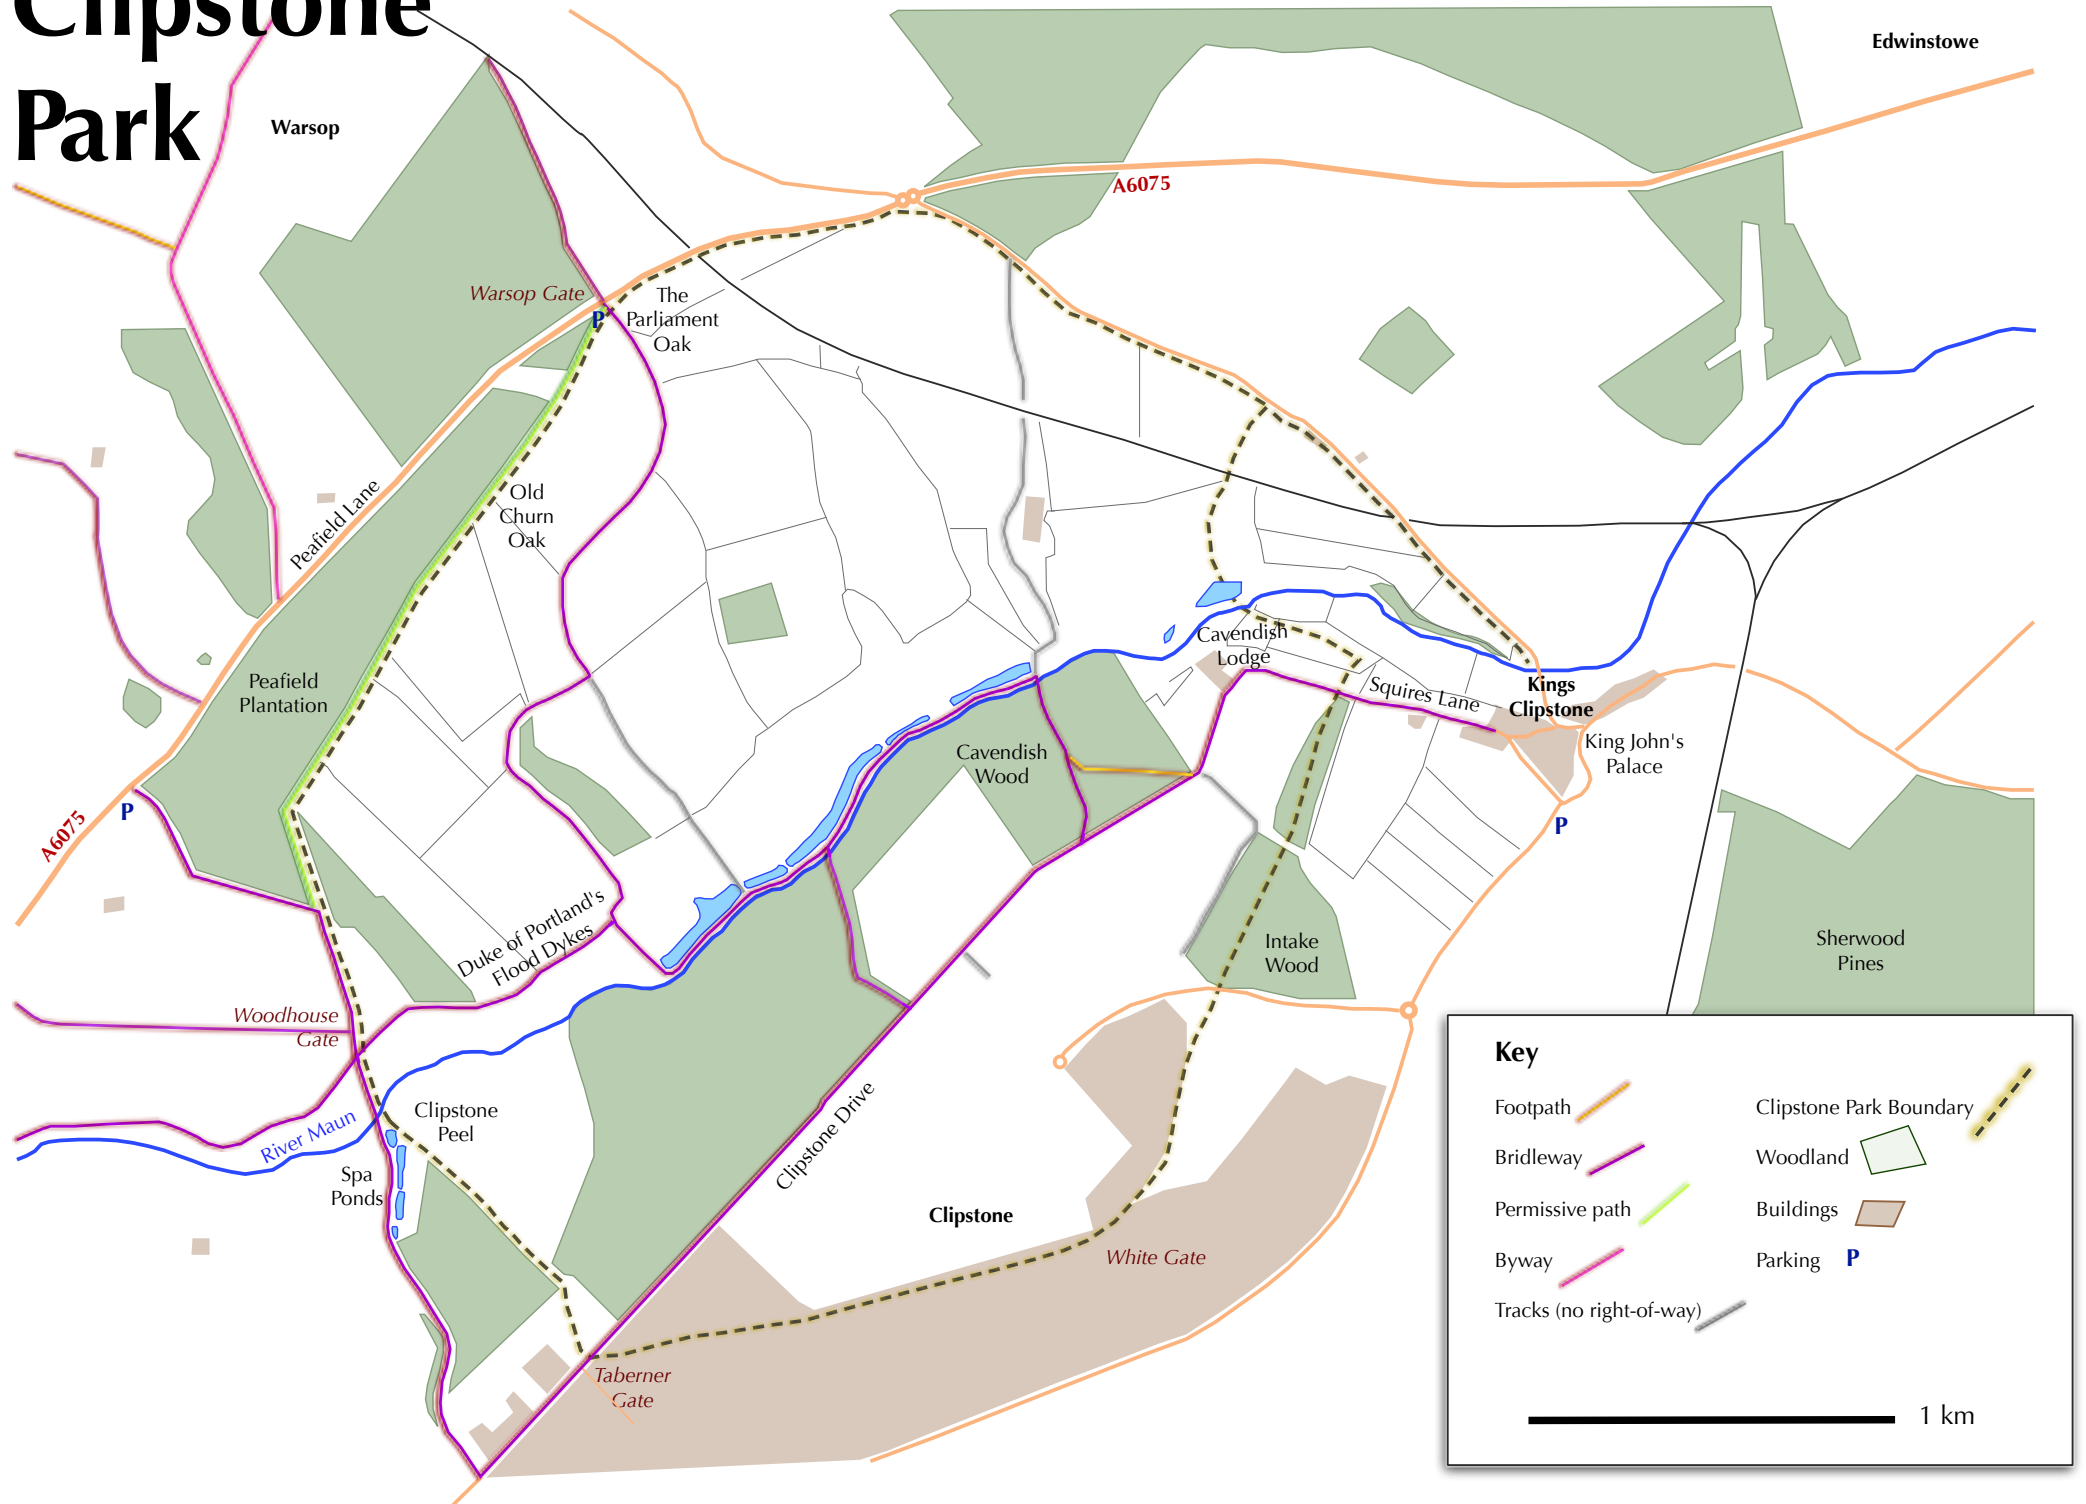 Clipstone
Park
Edwinstowe
Warsop
A6075
Warsop Gate
P
The
Parliament
Oak
Old
Churn
Oak
Peafield Lane
Peafield
Plantation
Cavendish
Lodge
Squires Lane
Kings
Clipstone
King John's
Palace
Cavendish
Wood
P
A6075
P
Duke of Portland's
Flood Dykes
Intake
Wood
Sherwood
Pines
Woodhouse
Gate
River Maun
Clipstone
Peel
Spa
Ponds
Clipstone Drive
Clipstone
White Gate
Taberner
Gate
Key
Footpath
Clipstone Park Boundary
Bridleway
Woodland
Permissive path
Buildings
Byway
Parking P
Tracks (no right-of-way)
1 km